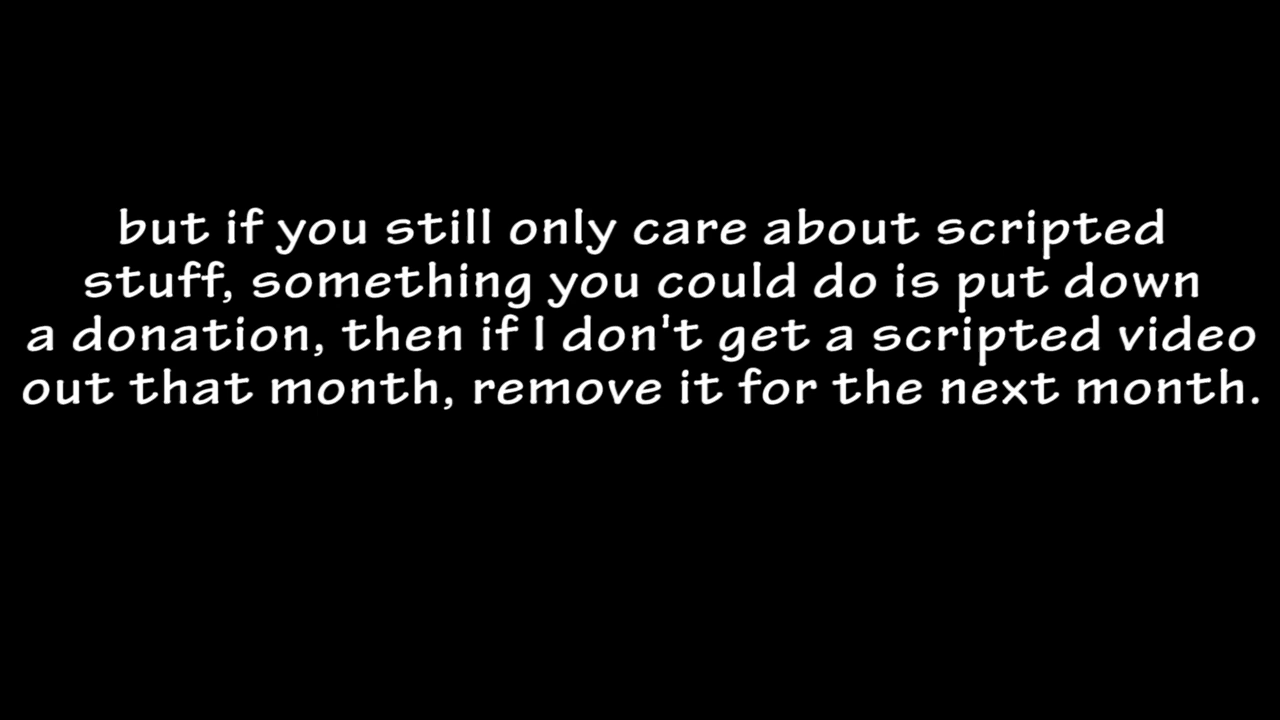 but if you still only care about scripted
stuff, something you could do is put down
a donation, then if I don't get a scripted video
out that month, remove it for the next month.